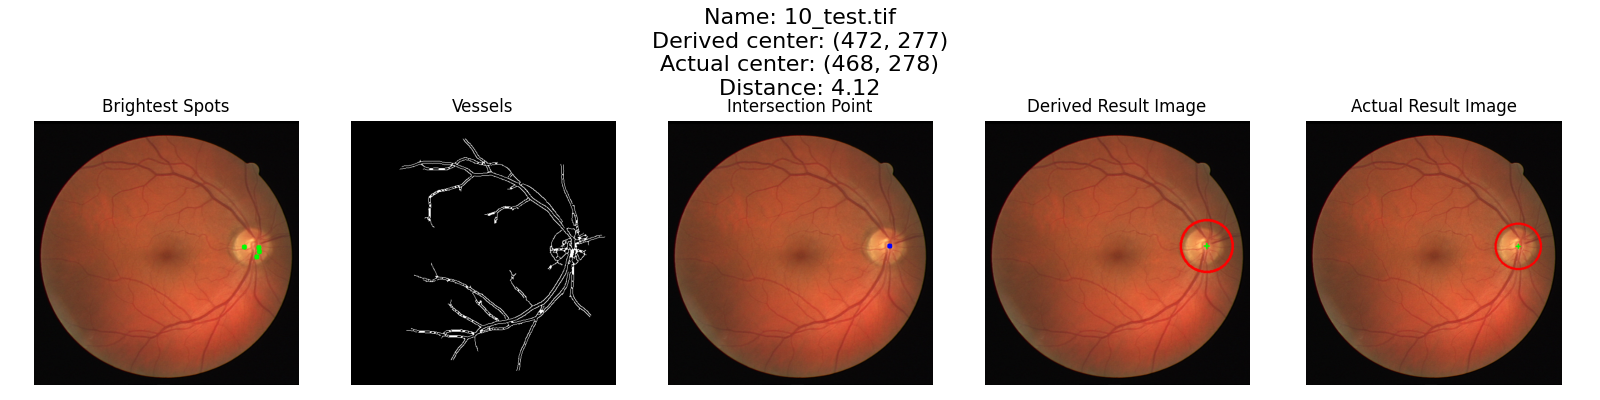 Name: 10_test.tif
Derived center: (472, 277)
Actual center: (468, 278)
Distance: 4.12
Brightest Spots
Vessels
Intersection Point
Derived Result Image
Actual Result Image